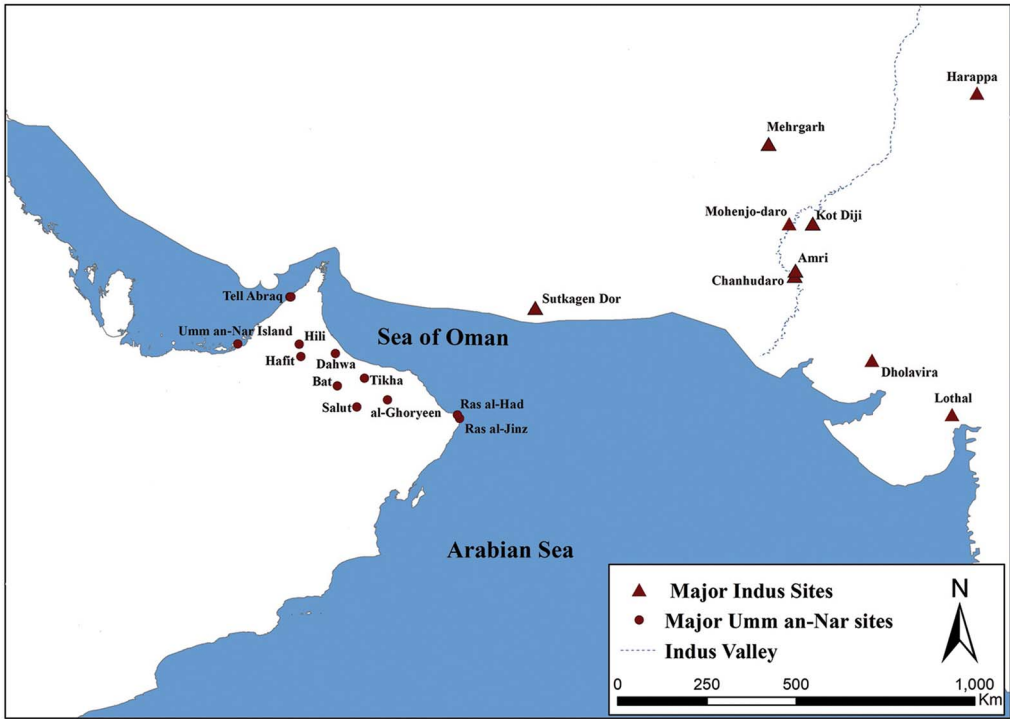 Harappa
Mehrgarh
Mohenjo-daro
Kot Diji
Amri
Chanhudaro
Tell Abraq
Sutkagen Dor
Umm an-Nar Island
Hili
Sea of Oman
Hafit
Dahwa
Dholavira
Bat
Tikha
Lothal
Salut
al-Ghoryeen
Ras al-Had
Ras al-Jinz
Arabian Sea
Major Indus Sites
Major Umm an-Nar sites
Indus Valley
N
0 250 500 1,000
Km